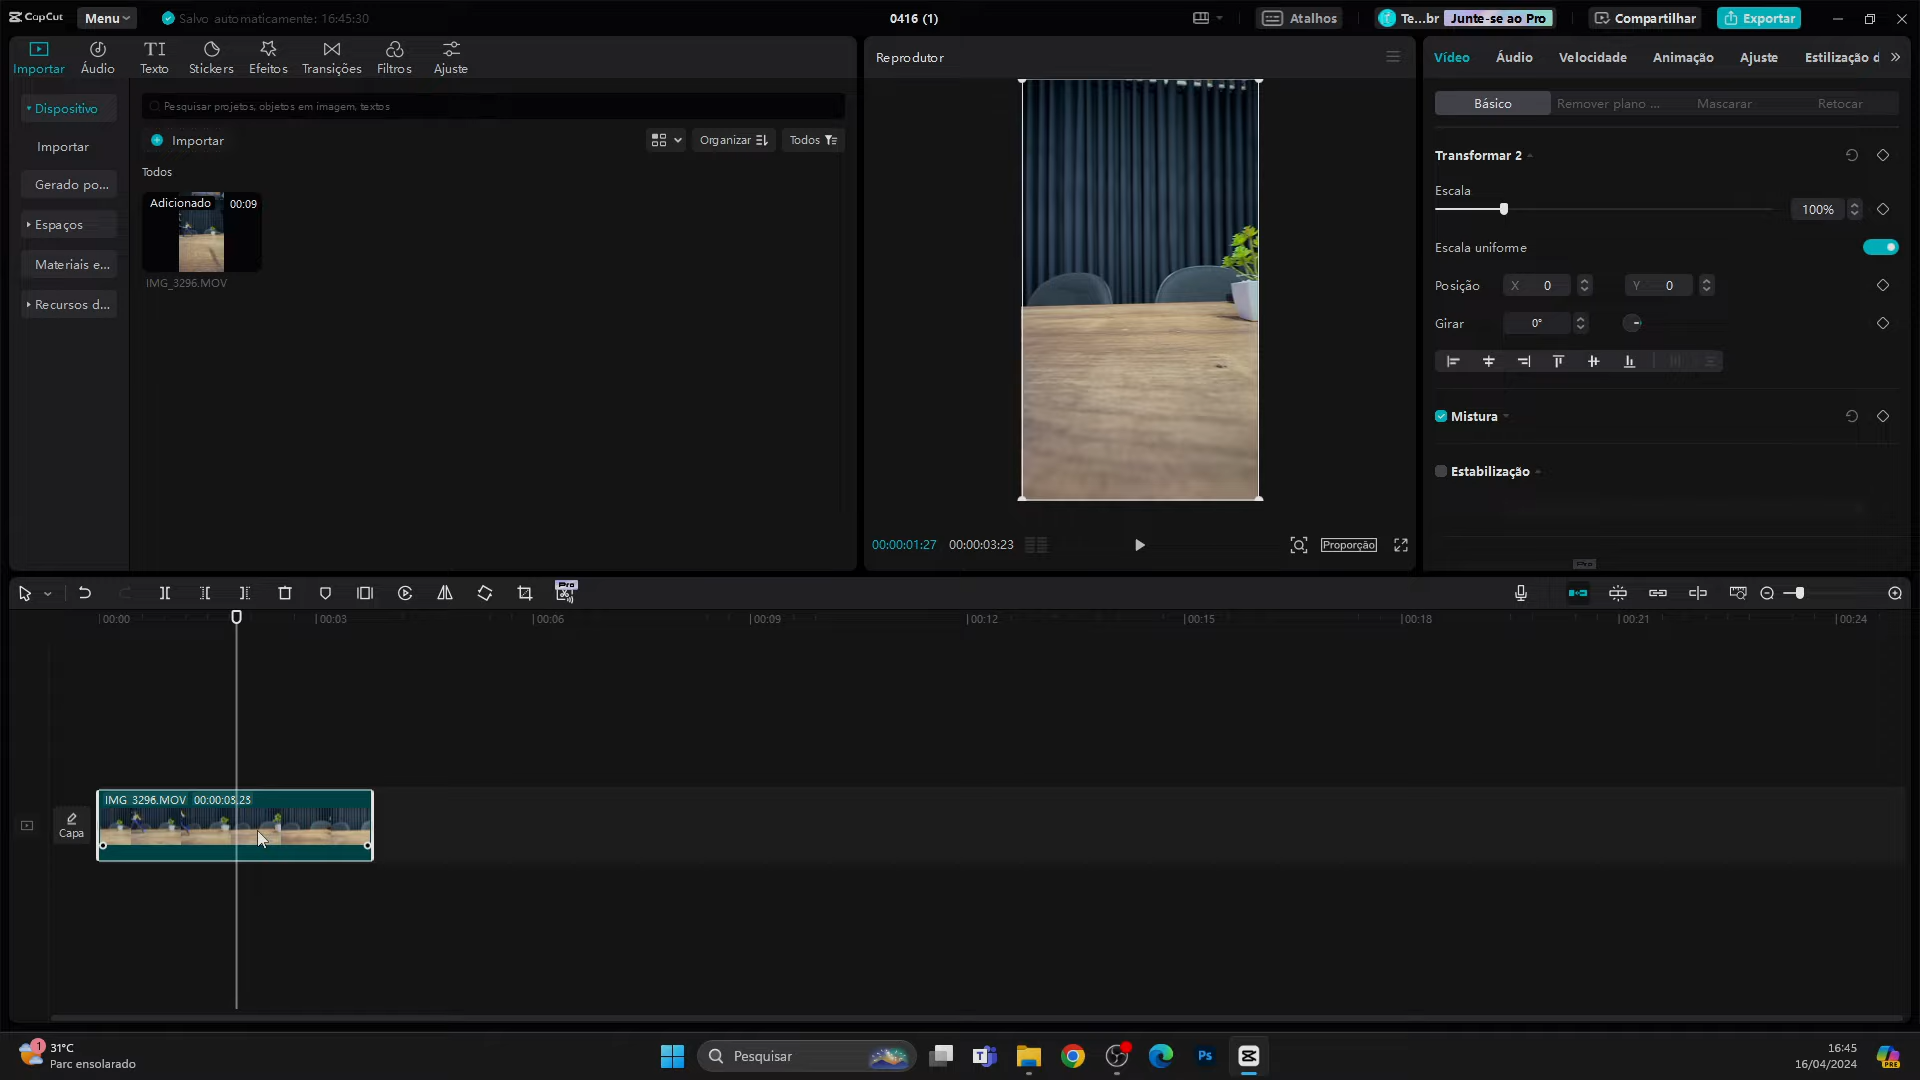 CapCut Menu Salvo automaticamente: 16:45:30 0416 (1) Atalhos Te...br Junte-se ao Pro Compartilhar Exportar
Importar Áudio Texto Stickers Efeitos Transições Filtros Ajuste
Dispositivo
Importar
Gerado po...
Espaços
Materiais e...
Recursos d...
Pesquisar projetos, objetos em imagem, textos
Importar Organizar Todos
Todos
Adicionado 00:09
IMG_3296.MOV
Reprodutor
00:00:01:27 00:00:03:23 Proporção
Vídeo Áudio Velocidade Animação Ajuste Estilização d
Básico Remover plano ... Mascarar Retocar
Transformar 2
Escala
100%
Escala uniforme
Posição X 0 Y 0
Girar 0°
Mistura
Estabilização
Pro
Pro
00:00 00:03 00:06 00:09 00:12 00:15 00:18 00:21 00:24
IMG_3296.MOV 00:00:03:23
Capa
1 31°C
Parc ensolarado
Pesquisar
Ps
16:45
16/04/2024
PRE